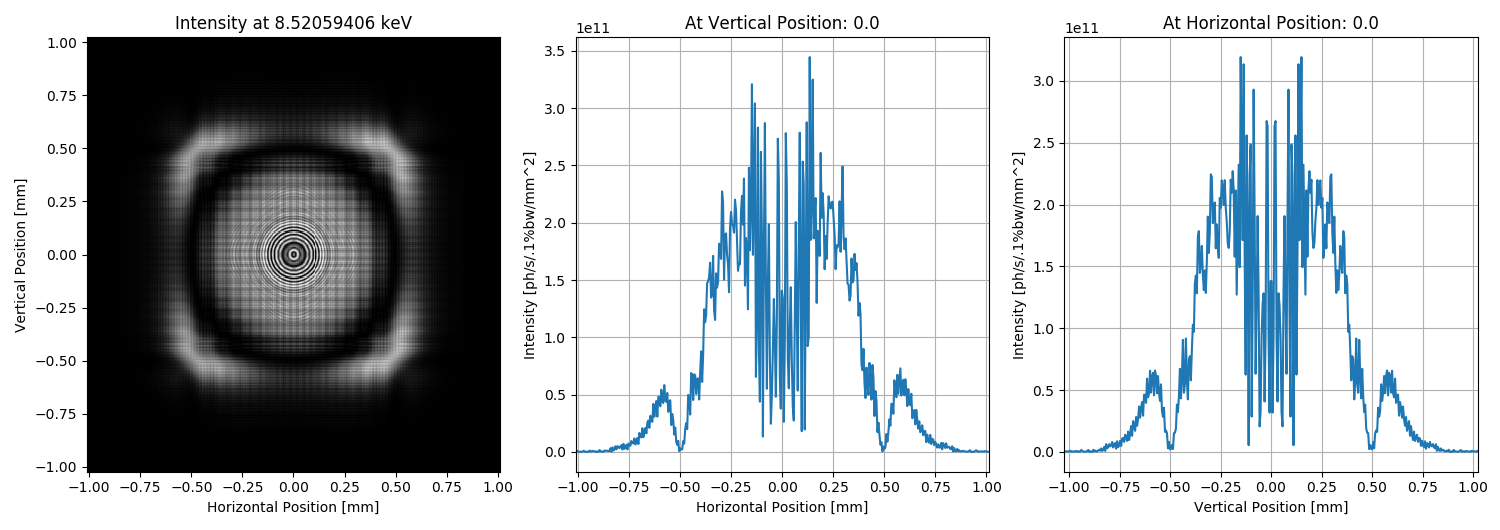 Intensity at 8.52059406 keV
Vertical Position [mm]
1.00
0.75
0.50
0.25
0.00
−0.25
−0.50
−0.75
−1.00
−1.00 −0.75 −0.50 −0.25 0.00 0.25 0.50 0.75 1.00
Horizontal Position [mm]
At Vertical Position: 0.0
1e11
Intensity [ph/s/.1%bw/mm^2]
3.5
3.0
2.5
2.0
1.5
1.0
0.5
0.0
−1.00 −0.75 −0.50 −0.25 0.00 0.25 0.50 0.75 1.00
Horizontal Position [mm]
At Horizontal Position: 0.0
1e11
Intensity [ph/s/.1%bw/mm^2]
3.0
2.5
2.0
1.5
1.0
0.5
0.0
−1.00 −0.75 −0.50 −0.25 0.00 0.25 0.50 0.75 1.00
Vertical Position [mm]